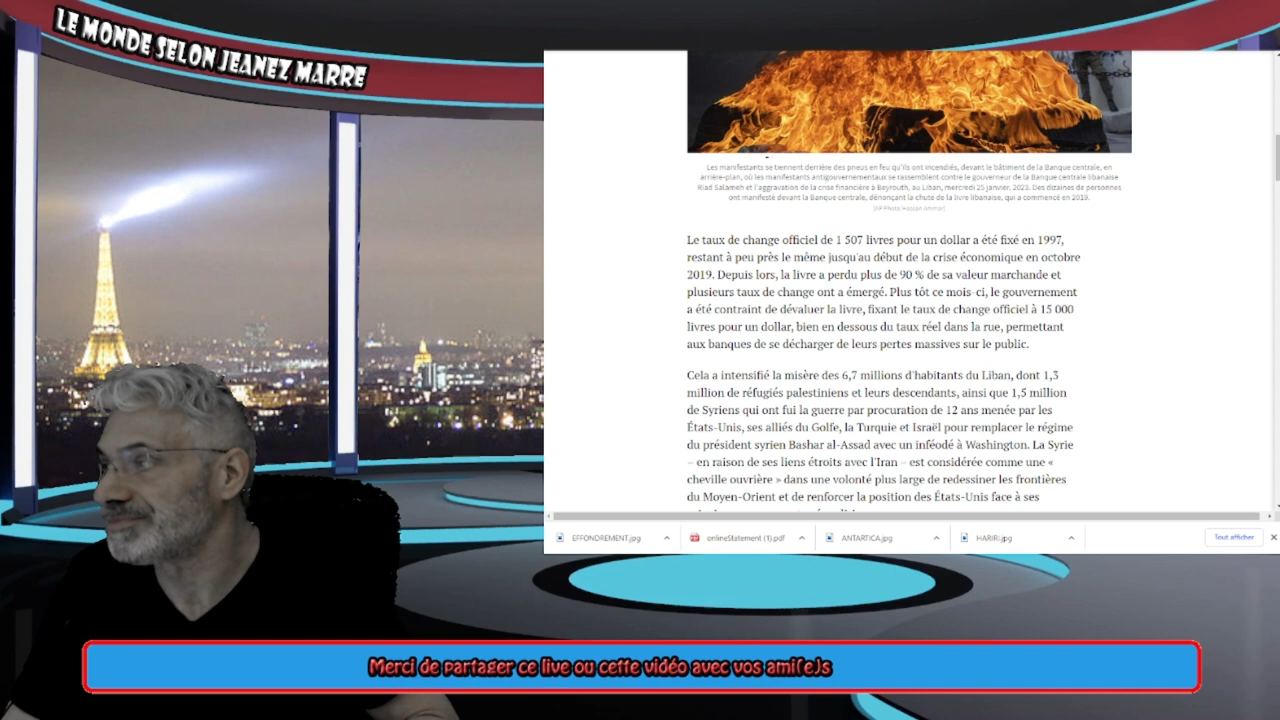 LE MONDE SELON JEANEZ MARRE
Les manifestants se tiennent derrière des pneus en feu qu'ils ont incendiés, devant le bâtiment de la Banque centrale, en
arrière-plan, où les manifestants antigouvernementaux se rassemblent contre le gouverneur de la Banque centrale libanaise
Riad Salameh et l'aggravation de la crise financière à Beyrouth, au Liban, mercredi 25 janvier, 2023. Des dizaines de personnes
ont manifesté devant la Banque centrale, dénonçant la chute de la livre libanaise, qui a commencé en 2019.
[AP Photo/Hassan Ammar]
Le taux de change officiel de 1 507 livres pour un dollar a été fixé en 1997,
restant à peu près le même jusqu'au début de la crise économique en octobre
2019. Depuis lors, la livre a perdu plus de 90 % de sa valeur marchande et
plusieurs taux de change ont a émergé. Plus tôt ce mois-ci, le gouvernement
a été contraint de dévaluer la livre, fixant le taux de change officiel à 15 000
livres pour un dollar, bien en dessous du taux réel dans la rue, permettant
aux banques de se décharger de leurs pertes massives sur le public.
Cela a intensifié la misère des 6,7 millions d'habitants du Liban, dont 1,3
million de réfugiés palestiniens et leurs descendants, ainsi que 1,5 million
de Syriens qui ont fui la guerre par procuration de 12 ans menée par les
États-Unis, ses alliés du Golfe, la Turquie et Israël pour remplacer le régime
du président syrien Bashar al-Assad avec un inféodé à Washington. La Syrie
– en raison de ses liens étroits avec l'Iran – est considérée comme une «
cheville ouvrière » dans une volonté plus large de redessiner les frontières
du Moyen-Orient et de renforcer la position des États-Unis face à ses
EFFONDREMENT.jpg
onlineStatement (1).pdf
ANTARTICA.jpg
HARIRI.jpg
Tout afficher
Merci de partager ce live ou cette vidéo avec vos ami(e)s